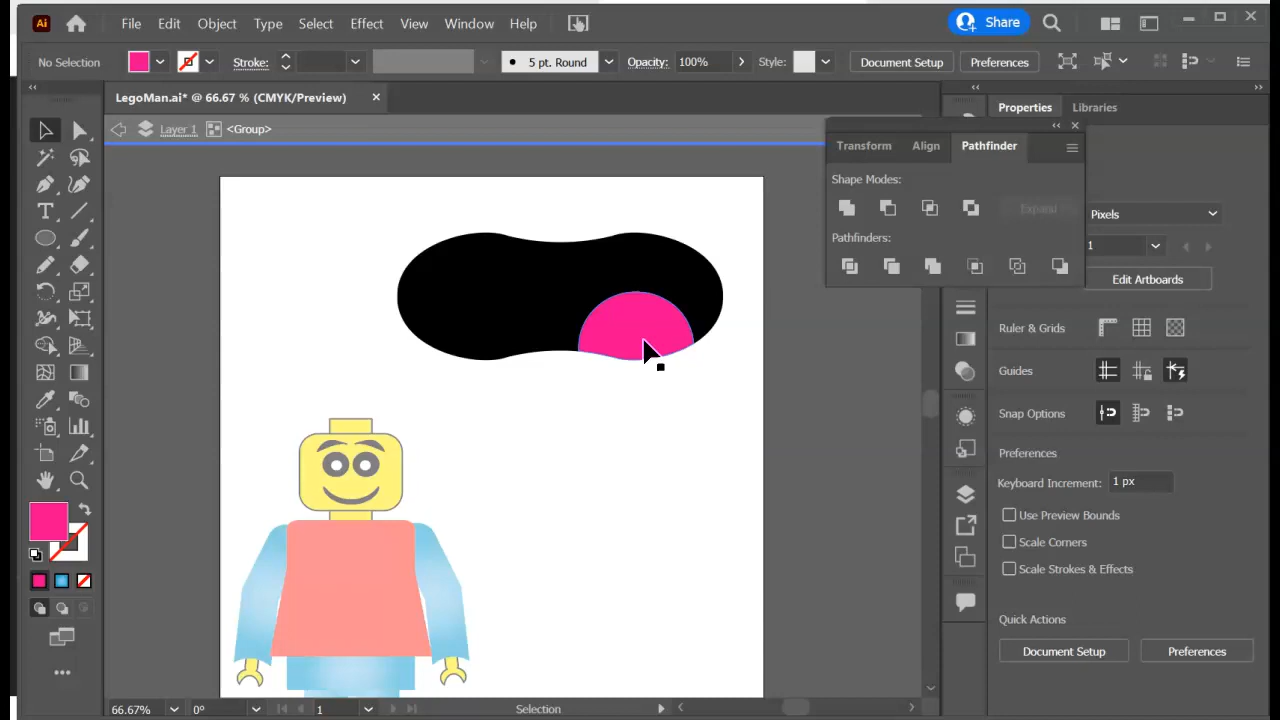 Ai File Edit Object Type Select Effect View Window Help Share
No Selection Stroke: 5 pt. Round Opacity: 100% Style: Document Setup Preferences
LegoMan.ai* @ 66.67 % (CMYK/Preview) ×
Properties Libraries
Layer 1 <Group>
Transform Align Pathfinder
Shape Modes:
Expand
Pixels
Pathfinders:
1
Edit Artboards
Ruler & Grids
Guides
Snap Options
Preferences
Keyboard Increment: 1 px
Use Preview Bounds
Scale Corners
Scale Strokes & Effects
Quick Actions
Document Setup Preferences
66.67% 0° 1 Selection